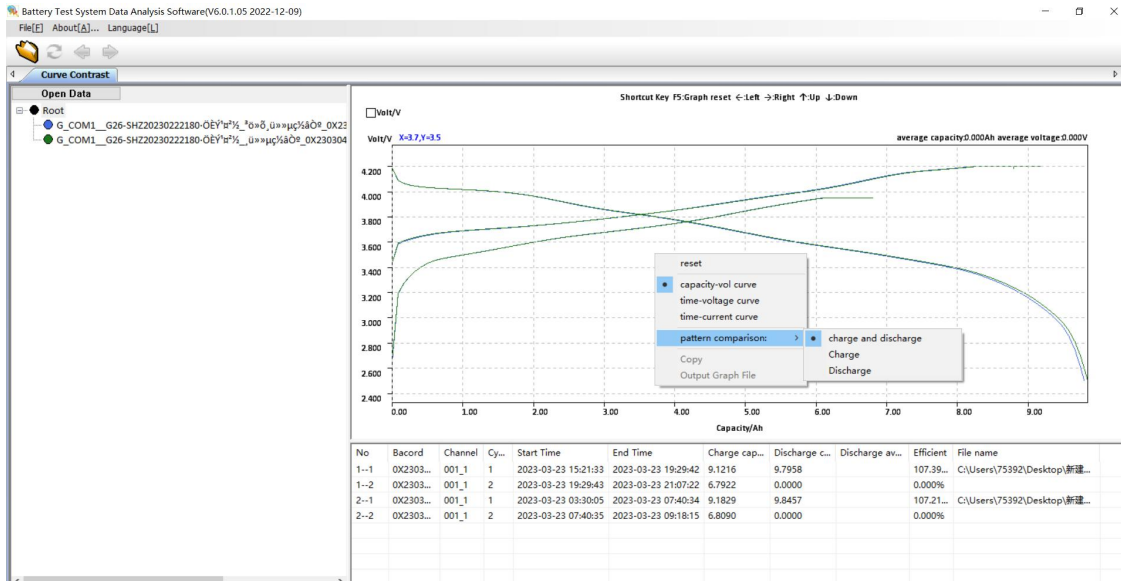 Battery Test System Data Analysis Software(V6.0.1.05 2022-12-09)
File[F] About[A]... Language[L]
Curve Contrast
Open Data
Root
G_COM1__G26-SHZ20230222180-ÖÈÝ'¤²½_³ö»õ¸ü»»µç½âÒº_0X23
G_COM1__G26-SHZ20230222180-ÖÈÝ'¤²½_¸ü»»µç½âÒº_0X230304
Shortcut Key F5:Graph reset ←:Left →:Right ↑:Up ↓:Down
Volt/V
Volt/V X=3.7,Y=3.5 average capacity:0.000Ah average voltage:0.000V
4.200
4.000
3.800
3.600
3.400
3.200
3.000
2.800
2.600
2.400
0.00 1.00 2.00 3.00 4.00 5.00 6.00 7.00 8.00 9.00
Capacity/Ah
reset
capacity-vol curve
time-voltage curve
time-current curve
pattern comparison:
Copy
Output Graph File
charge and discharge
Charge
Discharge
No Bacord Channel Cy... Start Time End Time Charge cap... Discharge c... Discharge av... Efficient File name
1--1 0X2303... 001_1 1 2023-03-23 15:21:33 2023-03-23 19:29:42 9.1216 9.7958 107.39... C:\Users\75392\Desktop\新建...
1--2 0X2303... 001_1 2 2023-03-23 19:29:43 2023-03-23 21:07:22 6.7922 0.0000 0.000%
2--1 0X2303... 001_1 1 2023-03-23 03:30:05 2023-03-23 07:40:34 9.1829 9.8457 107.21... C:\Users\75392\Desktop\新建...
2--2 0X2303... 001_1 2 2023-03-23 07:40:35 2023-03-23 09:18:15 6.8090 0.0000 0.000%